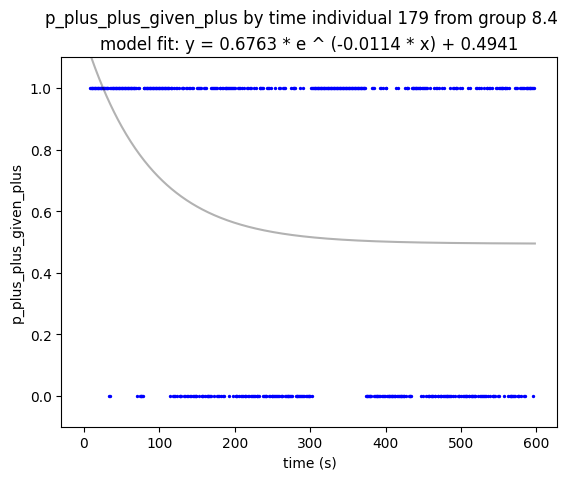 p_plus_plus_given_plus by time individual 179 from group 8.4
model fit: y = 0.6763 * e ^ (-0.0114 * x) + 0.4941
1.0
0.8
0.6
0.4
0.2
0.0
p_plus_plus_given_plus
0 100 200 300 400 500 600
time (s)